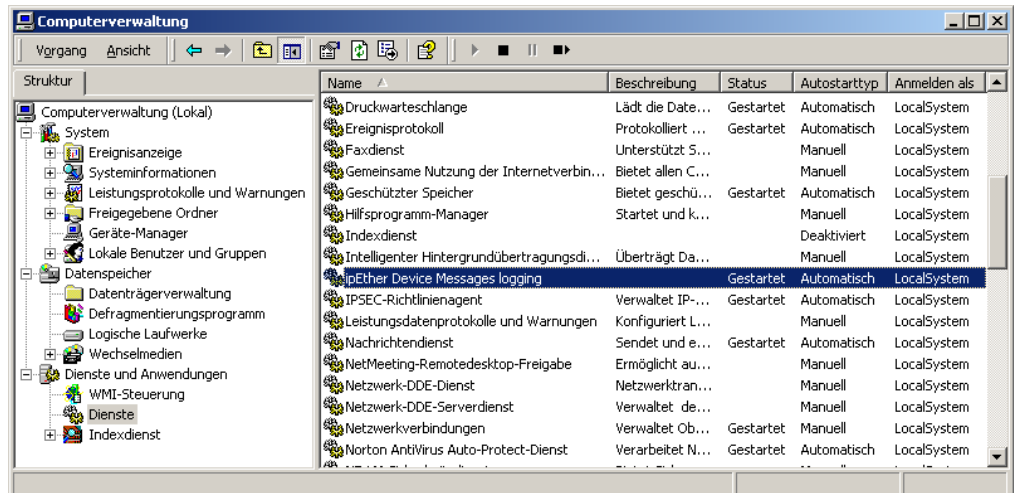 Computerverwaltung
Vorgang Ansicht
Struktur
Computerverwaltung (Lokal)
System
Ereignisanzeige
Systeminformationen
Leistungsprotokolle und Warnungen
Freigegebene Ordner
Geräte-Manager
Lokale Benutzer und Gruppen
Datenspeicher
Datenträgerverwaltung
Defragmentierungsprogramm
Logische Laufwerke
Wechselmedien
Dienste und Anwendungen
WMI-Steuerung
Dienste
Indexdienst
Name Beschreibung Status Autostarttyp Anmelden als
Druckwarteschlange Lädt die Date... Gestartet Automatisch LocalSystem
Ereignisprotokoll Protokolliert ... Gestartet Automatisch LocalSystem
Faxdienst Unterstützt S... Manuell LocalSystem
Gemeinsame Nutzung der Internetverbin... Bietet allen C... Manuell LocalSystem
Geschützter Speicher Bietet geschü... Gestartet Automatisch LocalSystem
Hilfsprogramm-Manager Startet und k... Manuell LocalSystem
Indexdienst Deaktiviert LocalSystem
Intelligenter Hintergrundübertragungsdi... Überträgt Da... Manuell LocalSystem
ipEther Device Messages logging Gestartet Automatisch LocalSystem
IPSEC-Richtlinienagent Verwaltet IP-... Gestartet Automatisch LocalSystem
Leistungsdatenprotokolle und Warnungen Konfiguriert L... Manuell LocalSystem
Nachrichtendienst Sendet und e... Gestartet Automatisch LocalSystem
NetMeeting-Remotedesktop-Freigabe Ermöglicht au... Manuell LocalSystem
Netzwerk-DDE-Dienst Netzwerktran... Manuell LocalSystem
Netzwerk-DDE-Serverdienst Verwaltet de... Manuell LocalSystem
Netzwerkverbindungen Verwaltet Ob... Gestartet Manuell LocalSystem
Norton AntiVirus Auto-Protect-Dienst Verarbeitet N... Gestartet Automatisch LocalSystem